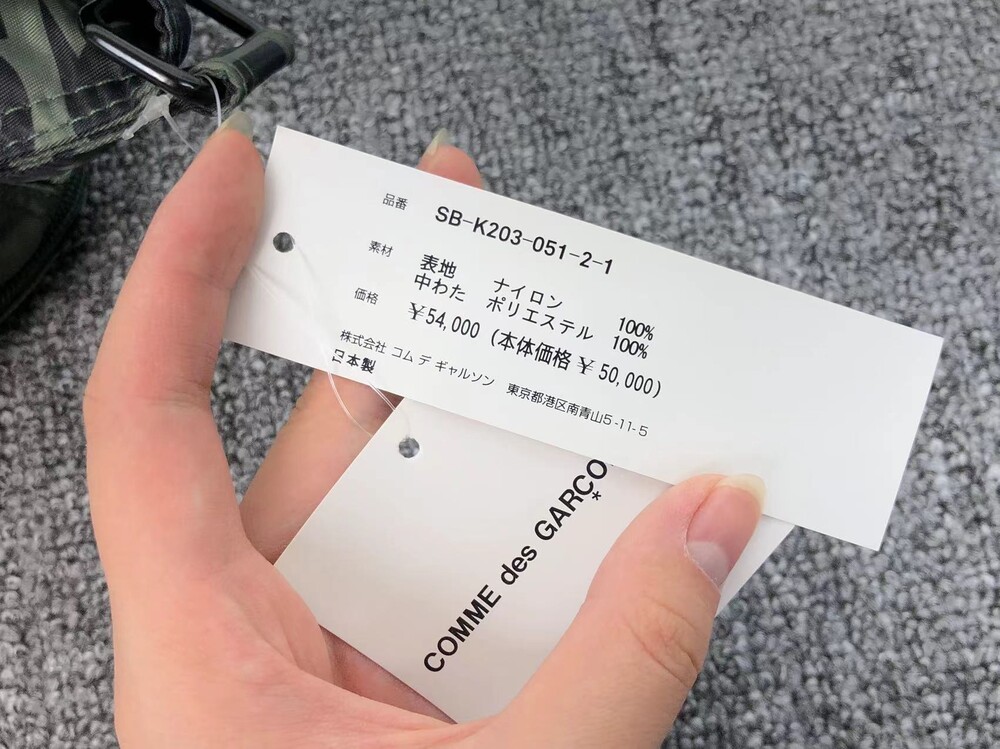 品番 SB-K203-051-2-1
素材 表地 ナイロン 100%
中わた ポリエステル 100%
価格 ¥54,000 (本体価格 ¥ 50,000)
株式会社 コム デ ギャルソン 東京都港区南青山5-11-5
日本製
COMME des GARCO
*